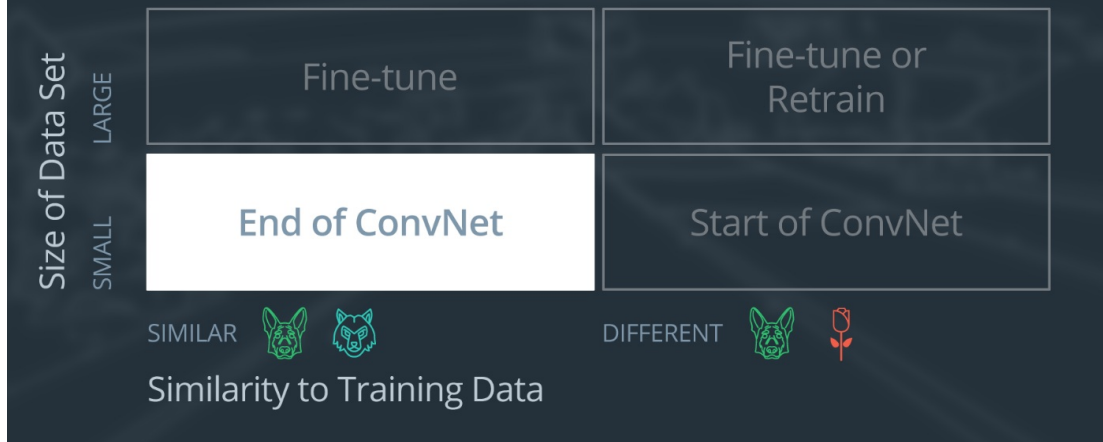 Size of Data Set
LARGE
SMALL
Fine-tune
Fine-tune or
Retrain
End of ConvNet
Start of ConvNet
SIMILAR
DIFFERENT
Similarity to Training Data